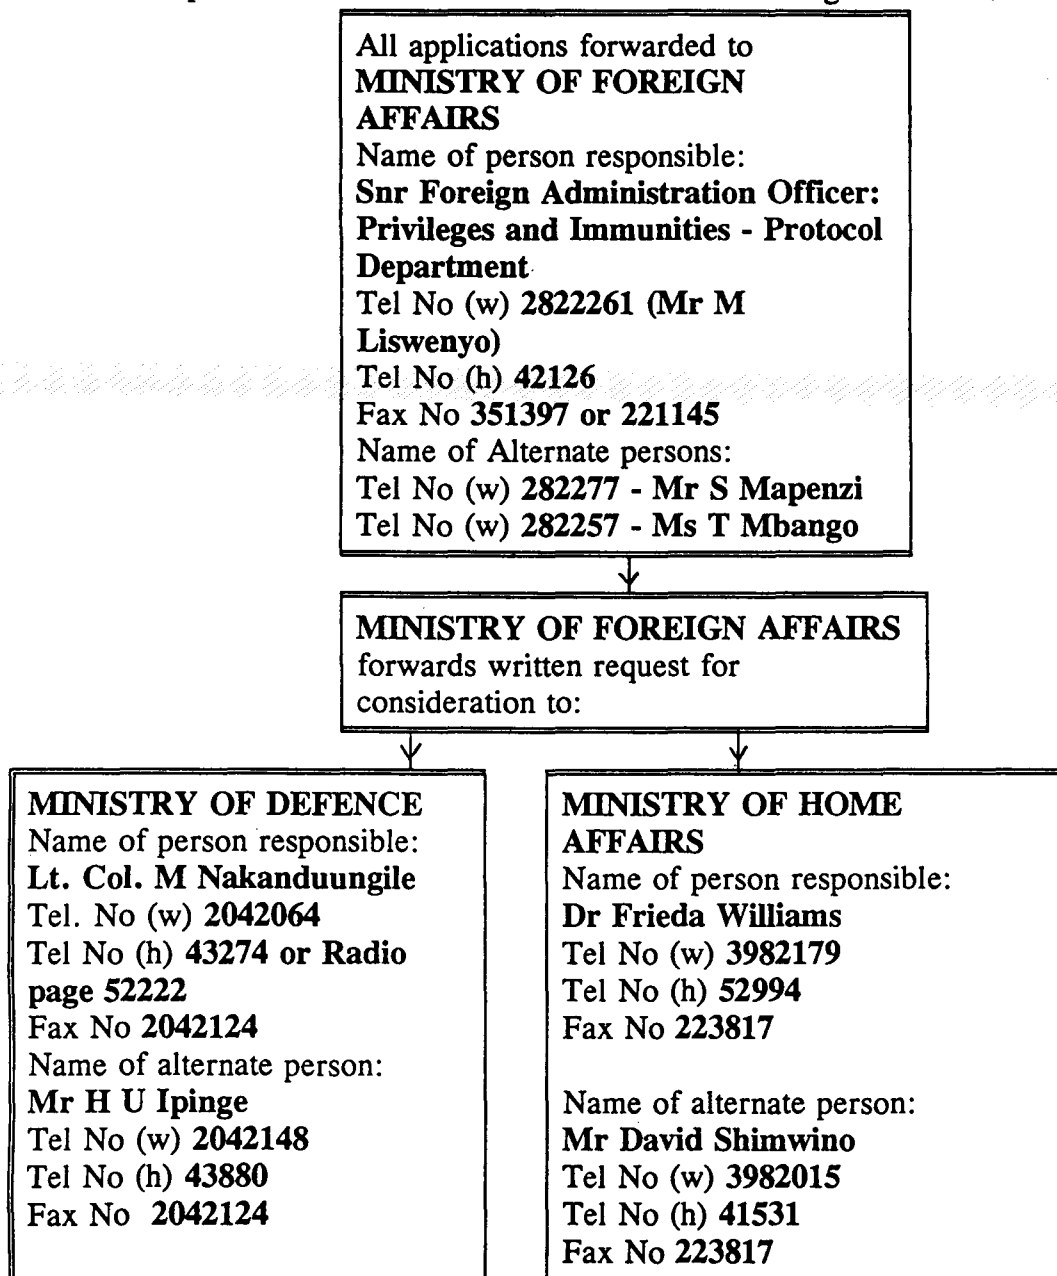 All applications forwarded to
MINISTRY OF FOREIGN
AFFAIRS
Name of person responsible:
Snr Foreign Administration Officer:
Privileges and Immunities - Protocol
Department
Tel No (w) 2822261 (Mr M
Liswenyo)
Tel No (h) 42126
Fax No 351397 or 221145
Name of Alternate persons:
Tel No (w) 282277 - Mr S Mapenzi
Tel No (w) 282257 - Ms T Mbango
MINISTRY OF FOREIGN AFFAIRS
forwards written request for
consideration to:
MINISTRY OF DEFENCE
Name of person responsible:
Lt. Col. M Nakanduungile
Tel. No (w) 2042064
Tel No (h) 43274 or Radio
page 52222
Fax No 2042124
Name of alternate person:
Mr H U Ipinge
Tel No (w) 2042148
Tel No (h) 43880
Fax No 2042124
MINISTRY OF HOME
AFFAIRS
Name of person responsible:
Dr Frieda Williams
Tel No (w) 3982179
Tel No (h) 52994
Fax No 223817
Name of alternate person:
Mr David Shimwino
Tel No (w) 3982015
Tel No (h) 41531
Fax No 223817